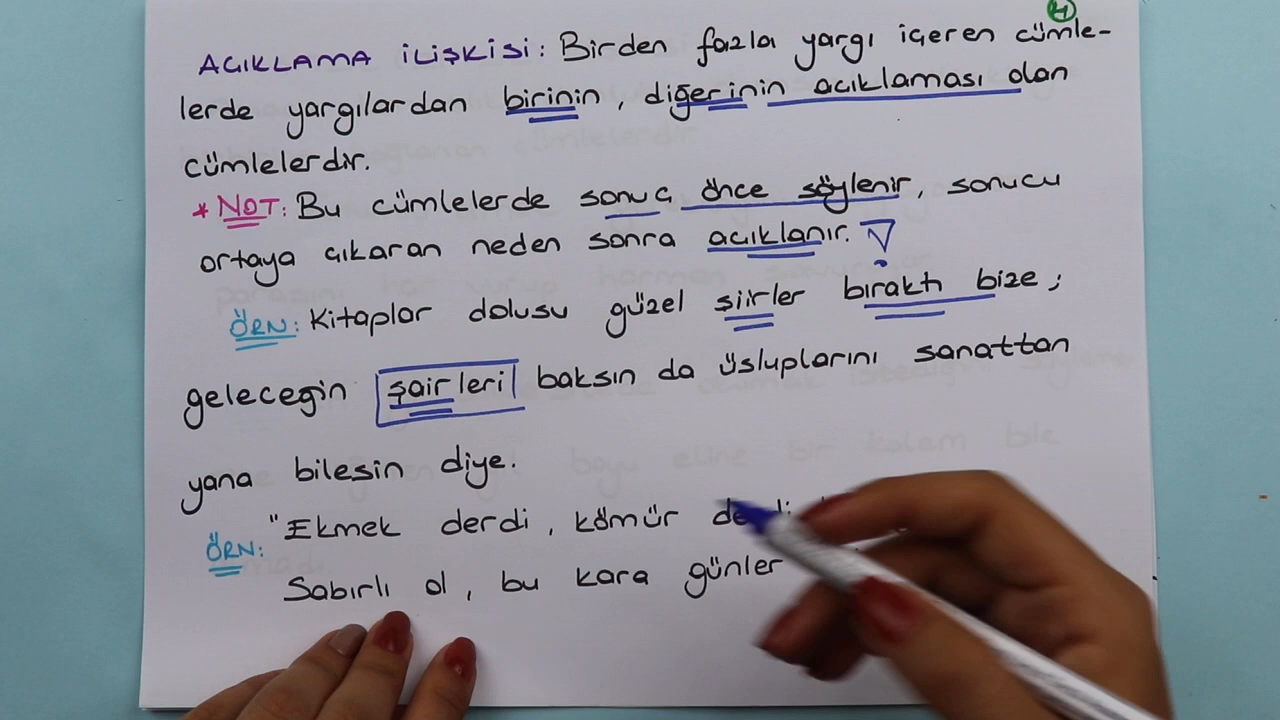 4
AÇIKLAMA İLİŞKİSİ: Birden fazla yargı içeren cümle-
lerde yargılardan birinin, diğerinin açıklaması olan
cümlelerdir.
* NOT: Bu cümlelerde sonuç önce söylenir, sonucu
ortaya çıkaran neden sonra açıklanır.
ÖRN: Kitaplar dolusu güzel şiirler bıraktı bize;
geleceğin şairleri baksın da üsluplarını sanattan
yana bilesin diye.
ÖRN: "Ekmek derdi, kömür derdi
Sabırlı ol, bu kara günler